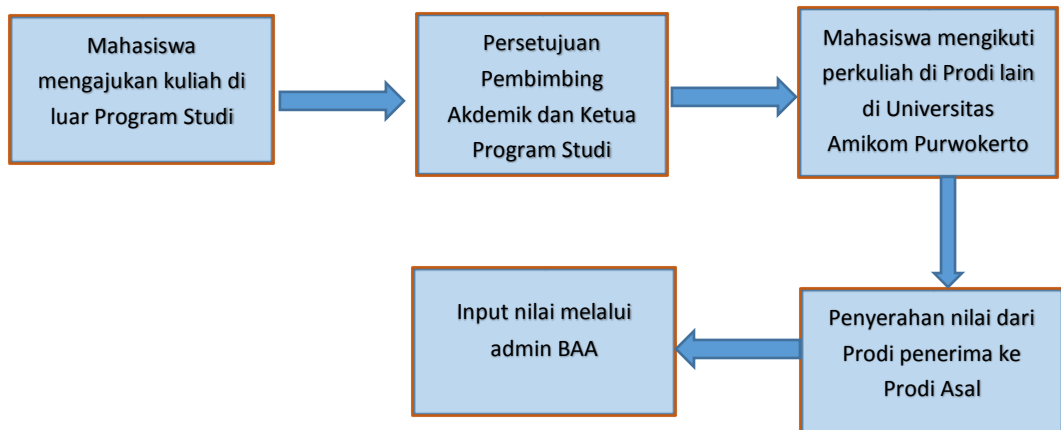 Mahasiswa
mengajukan kuliah di
luar Program Studi
Persetujuan
Pembimbing
Akdemik dan Ketua
Program Studi
Mahasiswa mengikuti
perkuliah di Prodi lain
di Universitas
Amikom Purwokerto
Penyerahan nilai dari
Prodi penerima ke
Prodi Asal
Input nilai melalui
admin BAA